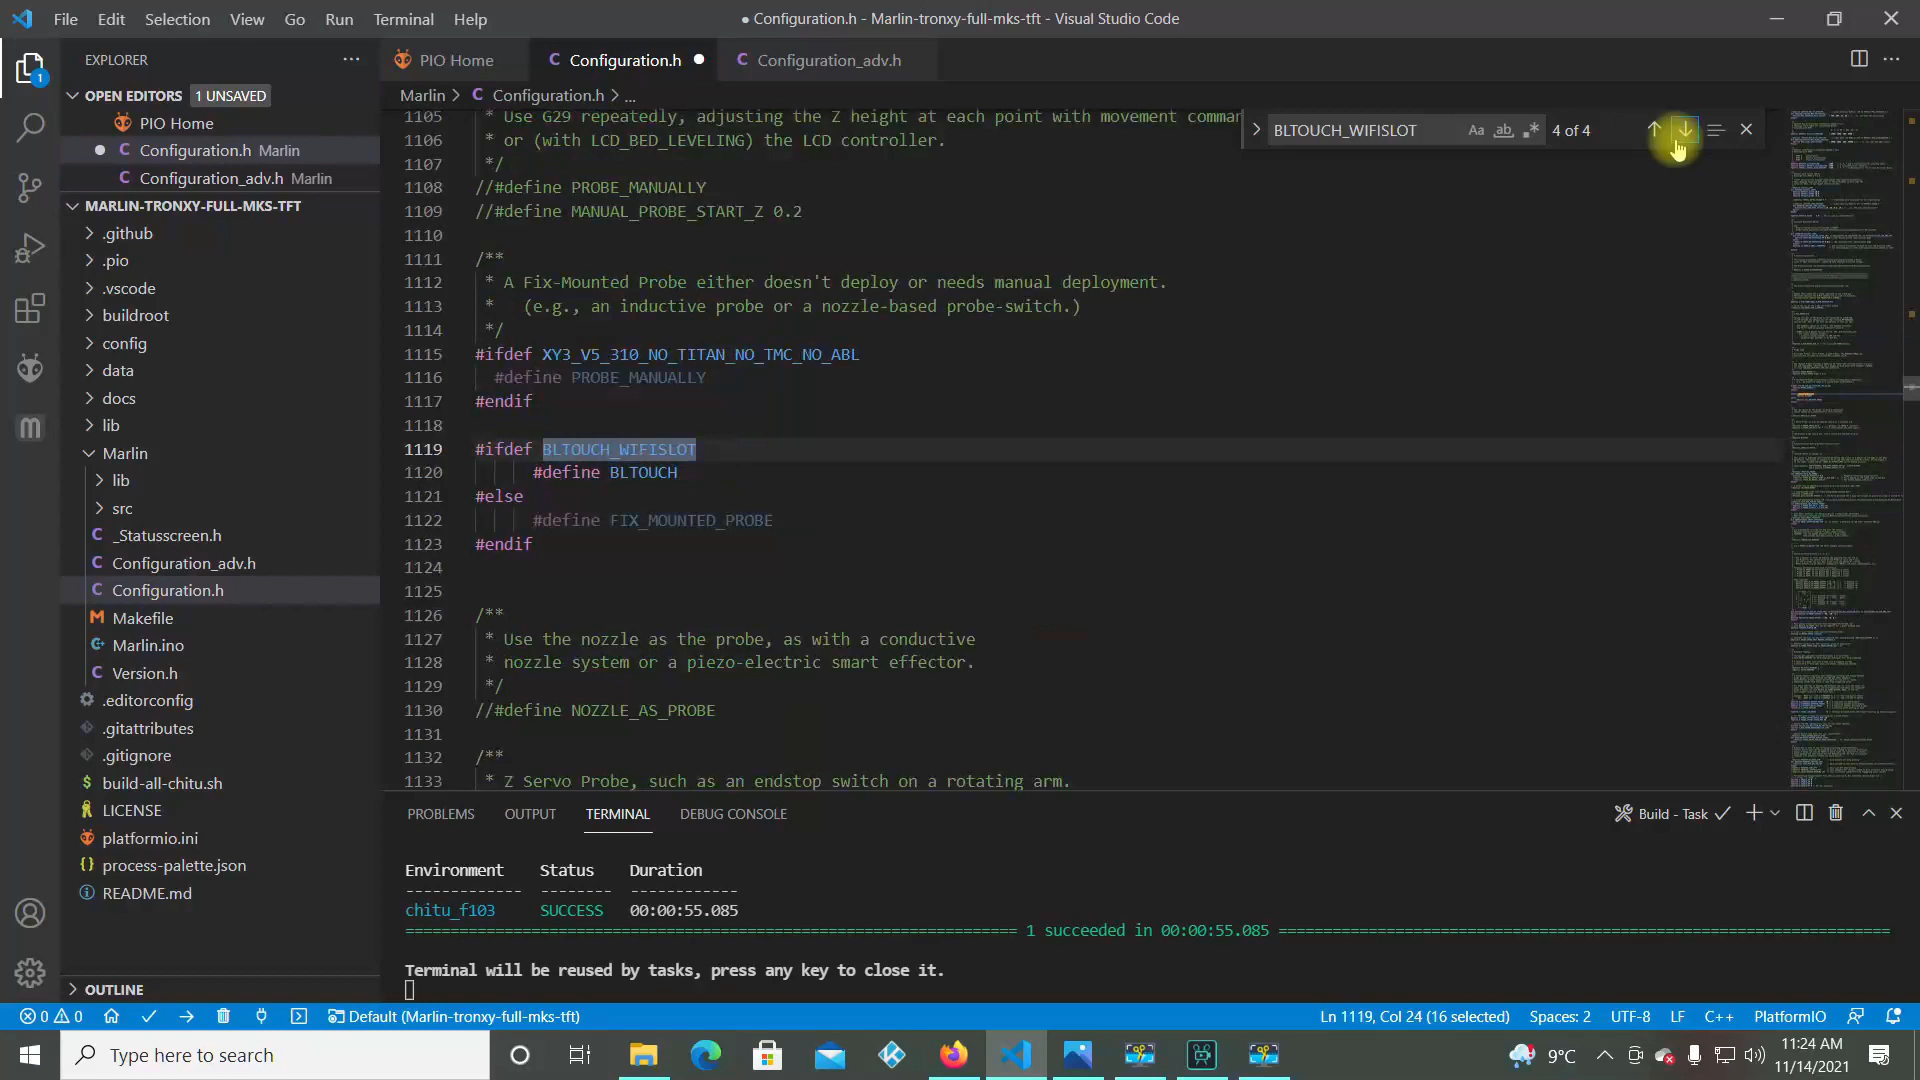 File Edit Selection View Go Run Terminal Help
● Configuration.h - Marlin-tronxy-full-mks-tft - Visual Studio Code
EXPLORER
PIO Home
C Configuration.h
C Configuration_adv.h
OPEN EDITORS 1 UNSAVED
PIO Home
C Configuration.h Marlin
C Configuration_adv.h Marlin
MARLIN-TRONXY-FULL-MKS-TFT
.github
.pio
.vscode
buildroot
config
data
docs
lib
Marlin
lib
src
C _Statusscreen.h
C Configuration_adv.h
C Configuration.h
M Makefile
Marlin.ino
C Version.h
.editorconfig
.gitattributes
.gitignore
$ build-all-chitu.sh
LICENSE
platformio.ini
{} process-palette.json
README.md
OUTLINE
Marlin > C Configuration.h > ...
BLTOUCH_WIFISLOT Aa ab 4 of 4
1105 * Use G29 repeatedly, adjusting the Z height at each point with movement comman
1106 * or (with LCD_BED_LEVELING) the LCD controller.
1107 */
1108 //#define PROBE_MANUALLY
1109 //#define MANUAL_PROBE_START_Z 0.2
1110
1111 /**
1112 * A Fix-Mounted Probe either doesn't deploy or needs manual deployment.
1113 * (e.g., an inductive probe or a nozzle-based probe-switch.)
1114 */
1115 #ifdef XY3_V5_310_NO_TITAN_NO_TMC_NO_ABL
1116 #define PROBE_MANUALLY
1117 #endif
1118
1119 #ifdef BLTOUCH_WIFISLOT
1120 #define BLTOUCH
1121 #else
1122 #define FIX_MOUNTED_PROBE
1123 #endif
1124
1125
1126 /**
1127 * Use the nozzle as the probe, as with a conductive
1128 * nozzle system or a piezo-electric smart effector.
1129 */
1130 //#define NOZZLE_AS_PROBE
1131
1132 /**
1133 * Z Servo Probe, such as an endstop switch on a rotating arm.
PROBLEMS OUTPUT TERMINAL DEBUG CONSOLE
Build - Task
Environment Status Duration
------------- -------- ------------
chitu_f103 SUCCESS 00:00:55.085
1 succeeded in 00:00:55.085
Terminal will be reused by tasks, press any key to close it.
0 0 Default (Marlin-tronxy-full-mks-tft)
Ln 1119, Col 24 (16 selected) Spaces: 2 UTF-8 LF C++ PlatformIO
Type here to search
9°C
11:24 AM
11/14/2021